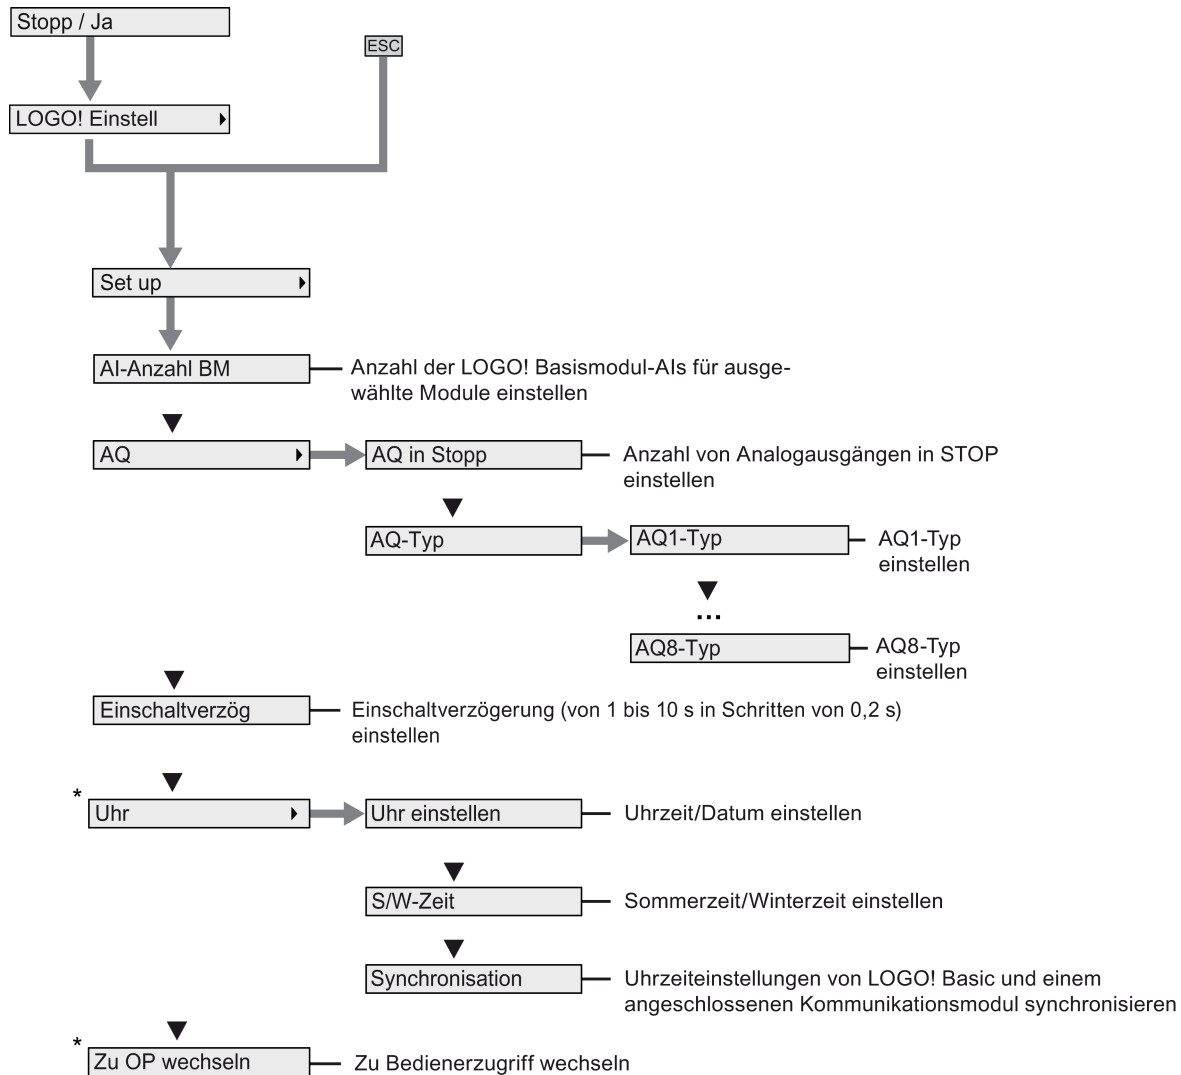 Stopp / Ja
ESC
LOGO! Einstell
Set up
AI-Anzahl BM
Anzahl der LOGO! Basismodul-AIs für ausge-
wählte Module einstellen
AQ
AQ in Stopp
Anzahl von Analogausgängen in STOP
einstellen
AQ-Typ
AQ1-Typ
AQ1-Typ
einstellen
...
AQ8-Typ
AQ8-Typ
einstellen
Einschaltverzög
Einschaltverzögerung (von 1 bis 10 s in Schritten von 0,2 s)
einstellen
*
Uhr
Uhr einstellen
Uhrzeit/Datum einstellen
S/W-Zeit
Sommerzeit/Winterzeit einstellen
Synchronisation
Uhrzeiteinstellungen von LOGO! Basic und einem
angeschlossenen Kommunikationsmodul synchronisieren
*
Zu OP wechseln
Zu Bedienerzugriff wechseln